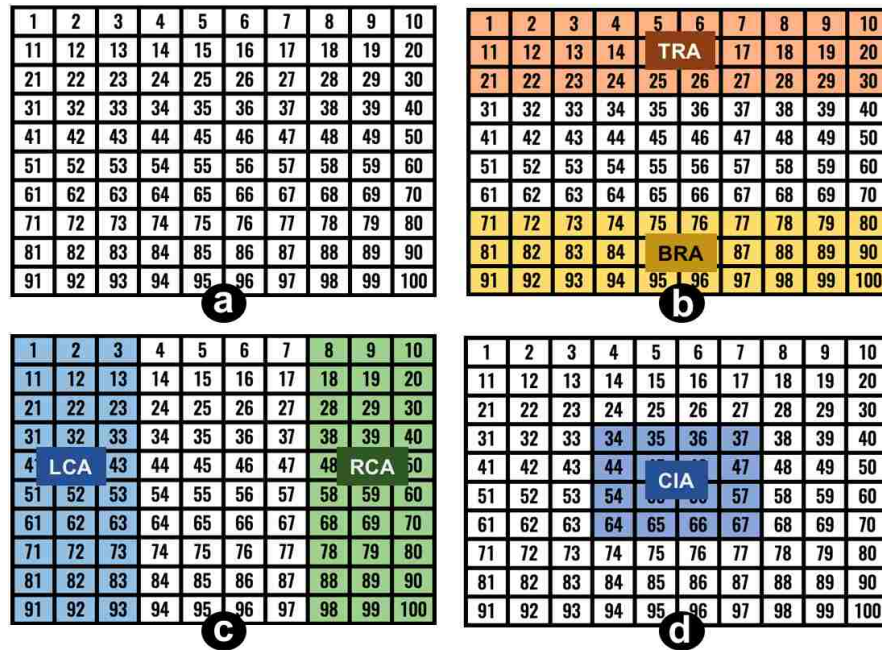 1 2 3 4 5 6 7 8 9 10
11 12 13 14 15 16 17 18 19 20
21 22 23 24 25 26 27 28 29 30
31 32 33 34 35 36 37 38 39 40
41 42 43 44 45 46 47 48 49 50
51 52 53 54 55 56 57 58 59 60
61 62 63 64 65 66 67 68 69 70
71 72 73 74 75 76 77 78 79 80
81 82 83 84 85 86 87 88 89 90
91 92 93 94 95 96 97 98 99 100
a
1 2 3 4 5 6 7 8 9 10
11 12 13 14 TRA 17 18 19 20
21 22 23 24 25 26 27 28 29 30
31 32 33 34 35 36 37 38 39 40
41 42 43 44 45 46 47 48 49 50
51 52 53 54 55 56 57 58 59 60
61 62 63 64 65 66 67 68 69 70
71 72 73 74 75 76 77 78 79 80
81 82 83 84 BRA 87 88 89 90
91 92 93 94 95 96 97 98 99 100
b
1 2 3 4 5 6 7 8 9 10
11 12 13 14 15 16 17 18 19 20
21 22 23 24 25 26 27 28 29 30
31 32 33 34 35 36 37 38 39 40
LCA 43 44 45 46 47 48 RCA 50
51 52 53 54 55 56 57 58 59 60
61 62 63 64 65 66 67 68 69 70
71 72 73 74 75 76 77 78 79 80
81 82 83 84 85 86 87 88 89 90
91 92 93 94 95 96 97 98 99 100
c
1 2 3 4 5 6 7 8 9 10
11 12 13 14 15 16 17 18 19 20
21 22 23 24 25 26 27 28 29 30
31 32 33 34 35 36 37 38 39 40
41 42 43 44 CIA 47 48 49 50
51 52 53 54 57 58 59 60
61 62 63 64 65 66 67 68 69 70
71 72 73 74 75 76 77 78 79 80
81 82 83 84 85 86 87 88 89 90
91 92 93 94 95 96 97 98 99 100
d